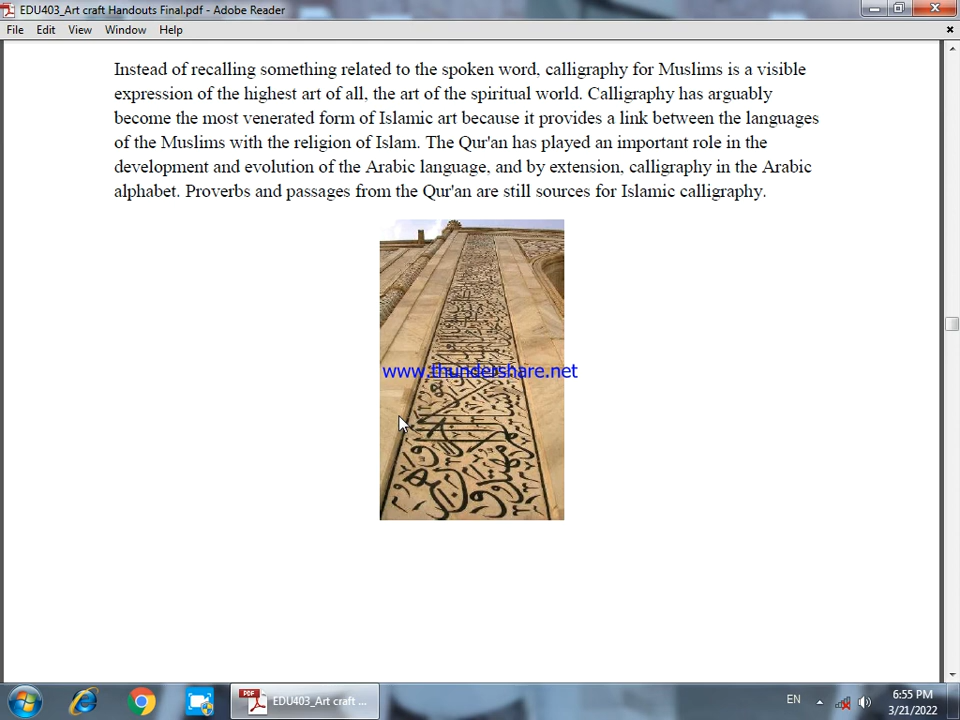 EDU403_Art craft Handouts Final.pdf - Adobe Reader
File Edit View Window Help
Instead of recalling something related to the spoken word, calligraphy for Muslims is a visible
expression of the highest art of all, the art of the spiritual world. Calligraphy has arguably
become the most venerated form of Islamic art because it provides a link between the languages
of the Muslims with the religion of Islam. The Qur'an has played an important role in the
development and evolution of the Arabic language, and by extension, calligraphy in the Arabic
alphabet. Proverbs and passages from the Qur'an are still sources for Islamic calligraphy.
www.thundershare.net
PDF
EDU403_Art craft ...
EN
6:55 PM
3/21/2022